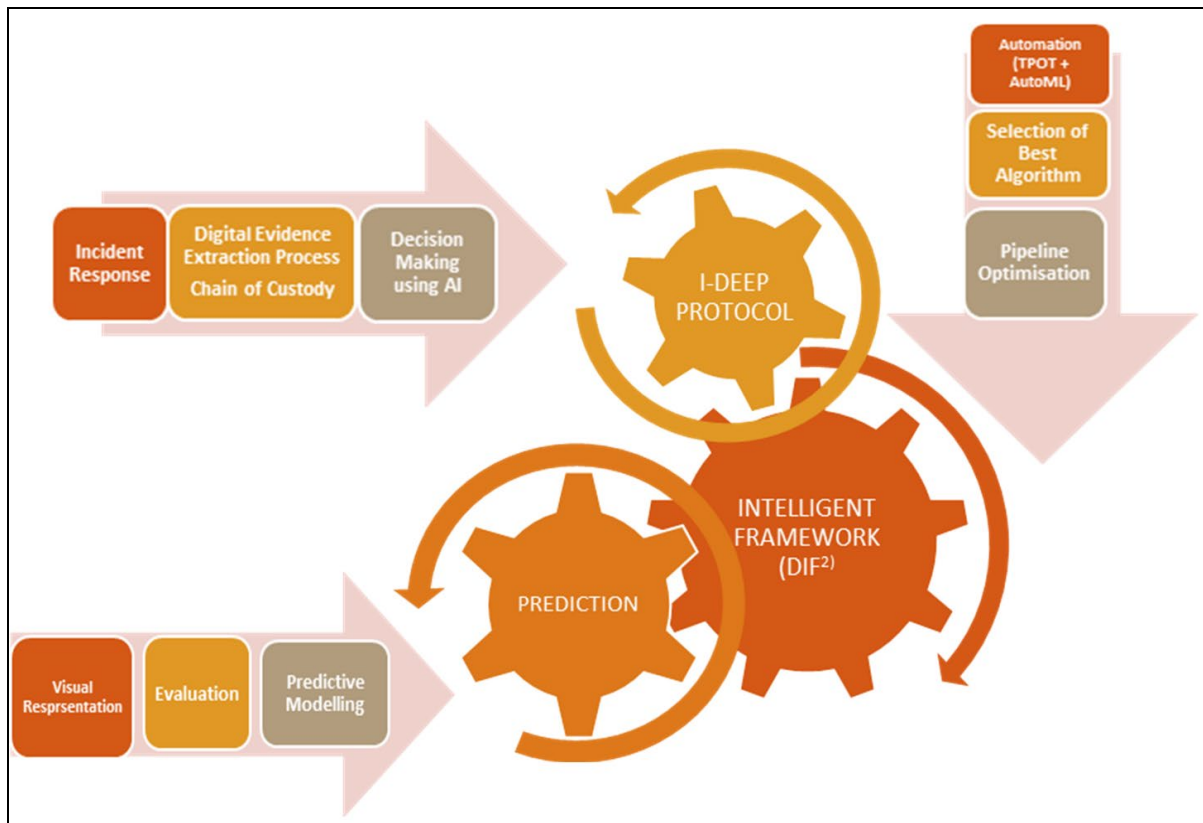 Automation
(TPOT +
AutoML)
Selection of
Best
Algorithm
Pipeline
Optimisation
Incident
Response
Digital Evidence
Extraction Process
Chain of Custody
Decision
Making
using AI
I-DEEP
PROTOCOL
INTELLIGENT
FRAMEWORK
(DIF²⁾
PREDICTION
Visual
Resprsentation
Evaluation
Predictive
Modelling